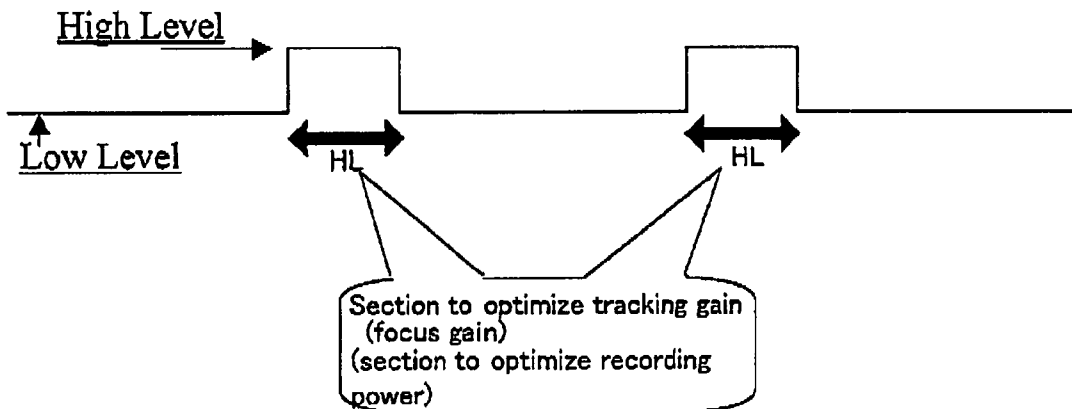 High Level
Low Level
HL
HL
Section to optimize tracking gain
(focus gain)
(section to optimize recording
power)